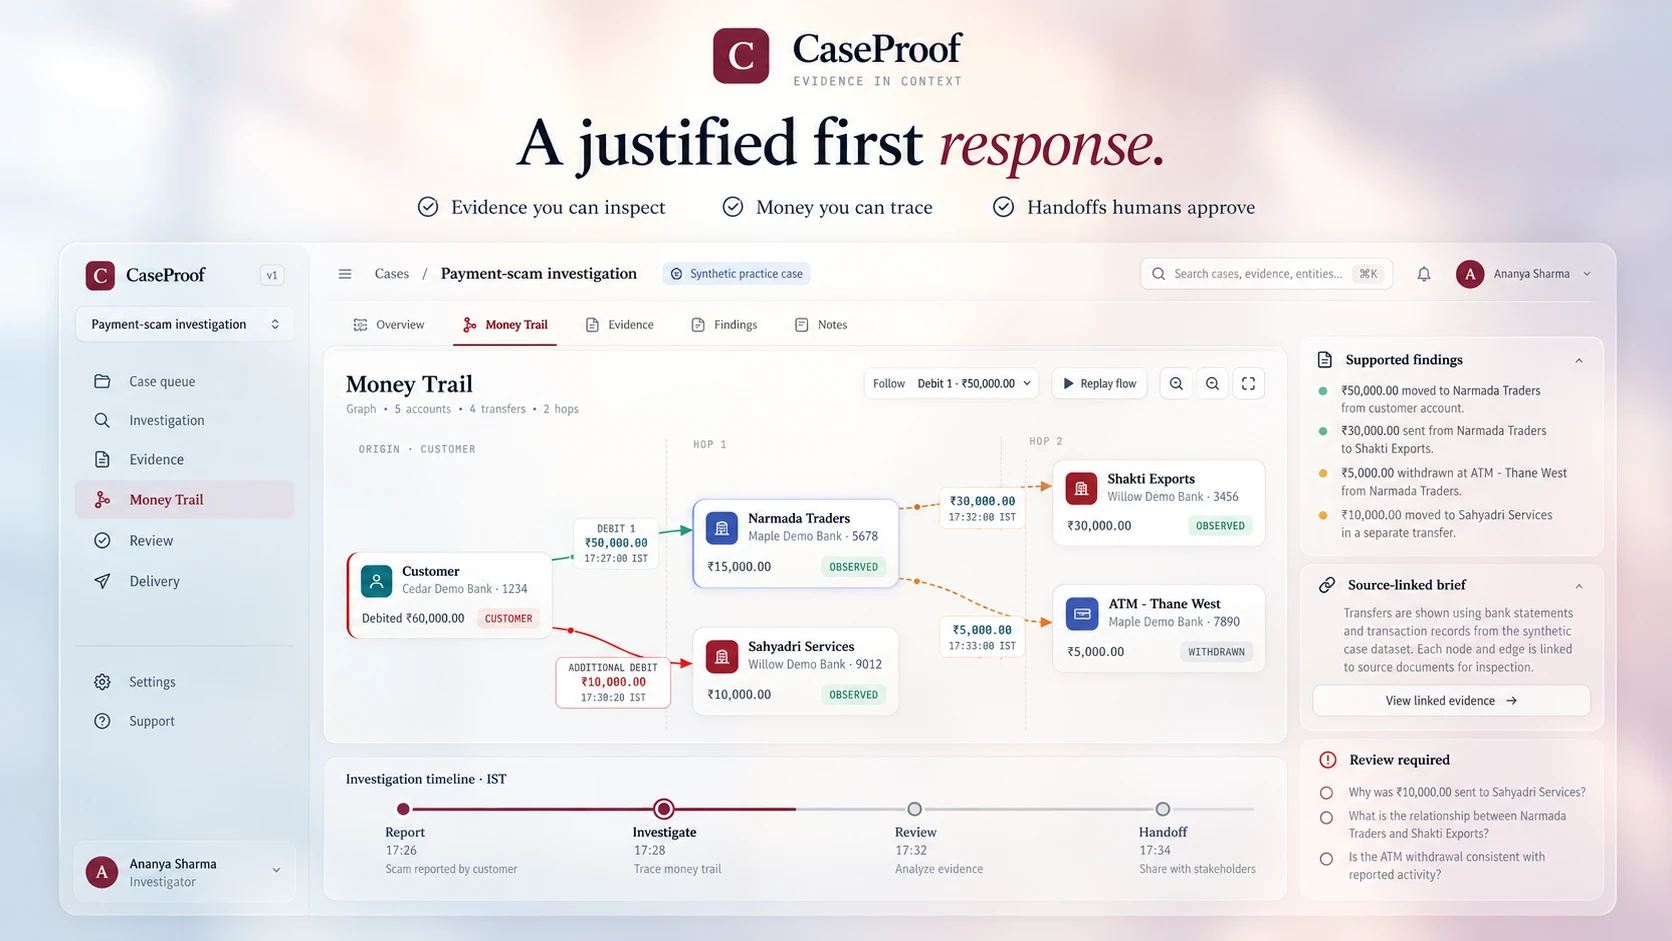 C
CaseProof
EVIDENCE IN CONTEXT
A justified first response.
Evidence you can inspect
Money you can trace
Handoffs humans approve
C CaseProof v1
Payment-scam investigation
Case queue
Investigation
Evidence
Money Trail
Review
Delivery
Settings
Support
A
Ananya Sharma
Investigator
Cases / Payment-scam investigation
Synthetic practice case
Search cases, evidence, entities... ⌘K
A Ananya Sharma
Overview
Money Trail
Evidence
Findings
Notes
Money Trail
Graph • 5 accounts • 4 transfers • 2 hops
Follow Debit 1 · ₹50,000.00
Replay flow
ORIGIN · CUSTOMER
HOP 1
HOP 2
Customer
Cedar Demo Bank · 1234
Debited ₹60,000.00 CUSTOMER
DEBIT 1
₹50,000.00
17:27:00 IST
ADDITIONAL DEBIT
₹10,000.00
17:30:20 IST
Narmada Traders
Maple Demo Bank · 5678
₹15,000.00 OBSERVED
Sahyadri Services
Willow Demo Bank · 9012
₹10,000.00 OBSERVED
₹30,000.00
17:32:00 IST
₹5,000.00
17:33:00 IST
Shakti Exports
Willow Demo Bank · 3456
₹30,000.00 OBSERVED
ATM - Thane West
Maple Demo Bank · 7890
₹5,000.00 WITHDRAWN
Investigation timeline · IST
Report
17:26
Scam reported by customer
Investigate
17:28
Trace money trail
Review
17:32
Analyze evidence
Handoff
17:34
Share with stakeholders
Supported findings
₹50,000.00 moved to Narmada Traders
from customer account.
₹30,000.00 sent from Narmada Traders
to Shakti Exports.
₹5,000.00 withdrawn at ATM - Thane West
from Narmada Traders.
₹10,000.00 moved to Sahyadri Services
in a separate transfer.
Source-linked brief
Transfers are shown using bank statements
and transaction records from the synthetic
case dataset. Each node and edge is linked
to source documents for inspection.
View linked evidence →
Review required
Why was ₹10,000.00 sent to Sahyadri Services?
What is the relationship between Narmada
Traders and Shakti Exports?
Is the ATM withdrawal consistent with
reported activity?